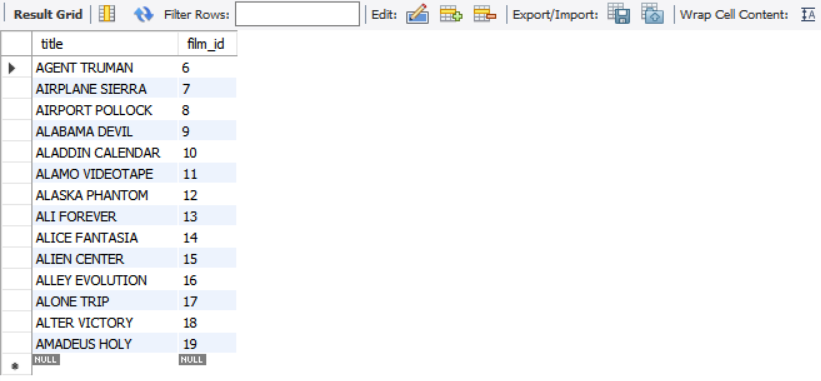 Result Grid Filter Rows: Edit: Export/Import: Wrap Cell Content: IA
title film_id
AGENT TRUMAN 6
AIRPLANE SIERRA 7
AIRPORT POLLOCK 8
ALABAMA DEVIL 9
ALADDIN CALENDAR 10
ALAMO VIDEOTAPE 11
ALASKA PHANTOM 12
ALI FOREVER 13
ALICE FANTASIA 14
ALIEN CENTER 15
ALLEY EVOLUTION 16
ALONE TRIP 17
ALTER VICTORY 18
AMADEUS HOLY 19
NULL NULL